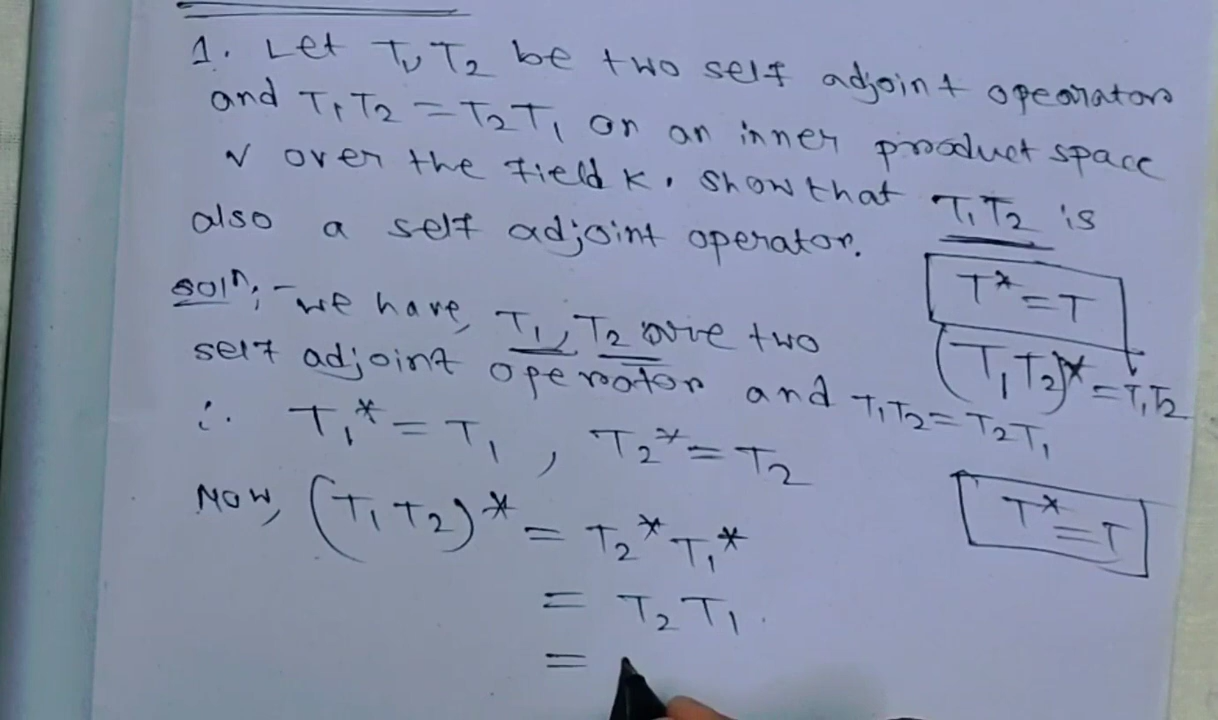 1. Let T₁, T₂ be two self adjoint opearators
and T₁T₂ = T₂T₁ on an inner product space
V over the field K. show that T₁T₂ is
also a self adjoint operator.
T* = T
(T₁T₂)* = T₁T₂
solⁿ:- we have, T₁, T₂ are two
self adjoint operator and T₁T₂ = T₂T₁
∴ T₁* = T₁ , T₂* = T₂
T* = T
Now, (T₁T₂)* = T₂* T₁*
= T₂T₁.
=